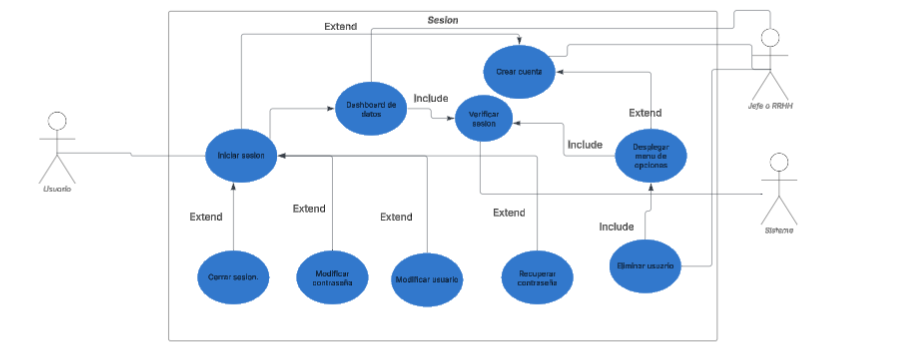 Sesion
Extend
Crear cuenta
Jefe o RRHH
Dashboard de
datos
Include
Verificar
sesion
Extend
Usuario
Iniciar sesion
Include
Desplegar
menu de
opciones
Sistema
Extend
Extend
Extend
Extend
Include
Cerrar sesion.
Modificar
contraseña
Modificar usuario
Recuperar
contraseña
Eliminar usuario